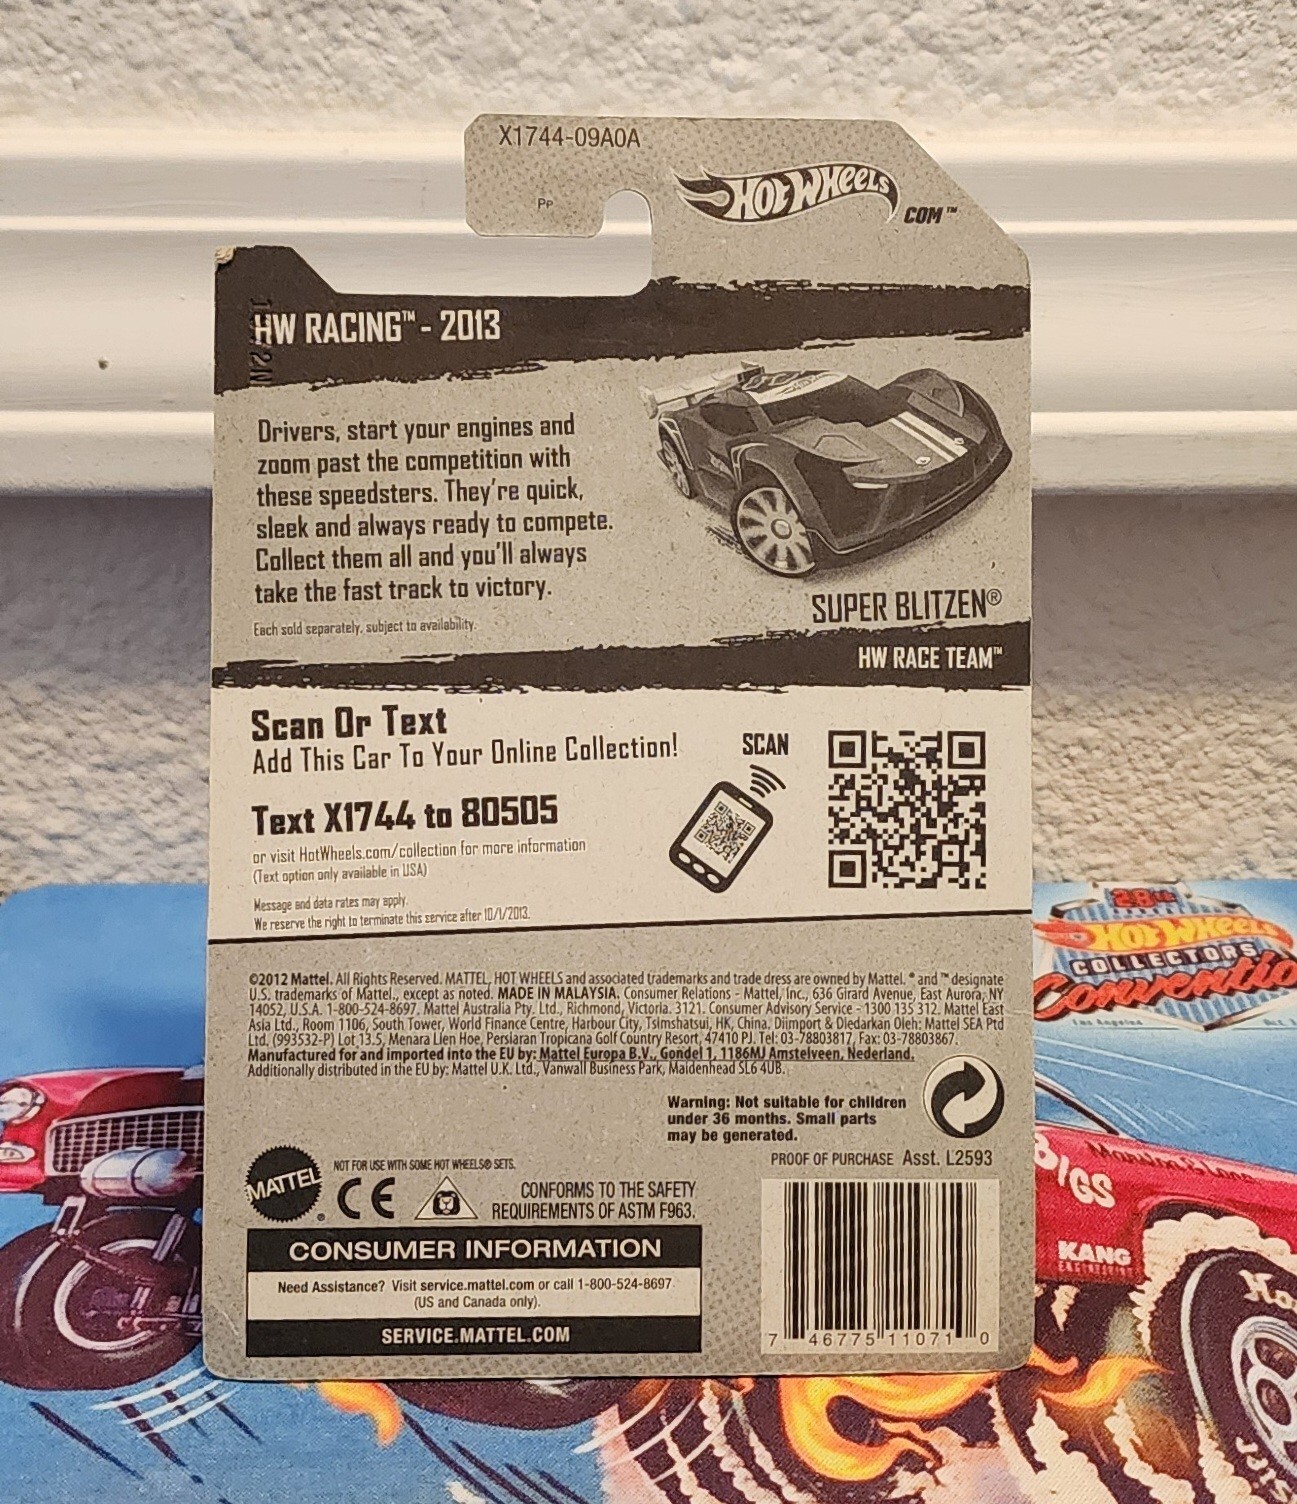 X1744-09A0A
PP
HOT WHEELS
COM™
HW RACING™ - 2013
Drivers, start your engines and
zoom past the competition with
these speedsters. They're quick,
sleek and always ready to compete.
Collect them all and you'll always
take the fast track to victory.
Each sold separately, subject to availability.
SUPER BLITZEN®
HW RACE TEAM™
Scan Or Text
Add This Car To Your Online Collection!
SCAN
Text X1744 to 80505
or visit HotWheels.com/collection for more information
(Text option only available in USA)
Message and data rates may apply.
We reserve the right to terminate this service after 10/1/2013.
©2012 Mattel. All Rights Reserved. MATTEL, HOT WHEELS and associated trademarks and trade dress are owned by Mattel. ® and ™ designate
U.S. trademarks of Mattel., except as noted. MADE IN MALAYSIA. Consumer Relations - Mattel, Inc., 636 Girard Avenue, East Aurora, NY
14052, U.S.A. 1-800-524-8697. Mattel Australia Pty. Ltd., Richmond, Victoria. 3121. Consumer Advisory Service - 1300 135 312. Mattel East
Asia Ltd., Room 1106, South Tower, World Finance Centre, Harbour City, Tsimshatsui, HK, China. Diimport & Diedarkan Oleh: Mattel SEA Ptd
Ltd. (993532-P) Lot 13.5, Menara Lien Hoe, Persiaran Tropicana Golf Country Resort, 47410 PJ. Tel: 03-78803817, Fax: 03-78803867.
Manufactured for and imported into the EU by: Mattel Europa B.V., Gondel 1, 1186MJ Amstelveen, Nederland.
Additionally distributed in the EU by: Mattel U.K. Ltd., Vanwall Business Park, Maidenhead SL6 4UB.
Warning: Not suitable for children
under 36 months. Small parts
may be generated.
PROOF OF PURCHASE Asst. L2593
NOT FOR USE WITH SOME HOT WHEELS® SETS.
MATTEL®
CE
CONFORMS TO THE SAFETY
REQUIREMENTS OF ASTM F963.
CONSUMER INFORMATION
Need Assistance? Visit service.mattel.com or call 1-800-524-8697
(US and Canada only).
SERVICE.MATTEL.COM
7 46775 11071 0
28th
HOT WHEELS
COLLECTORS
Convention
Los Angeles
BIGS
KANG